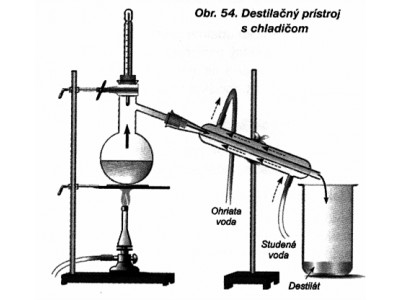 Obr. 54. Destilačný prístroj
s chladičom
Ohriata
voda
Studená
voda
Destilát